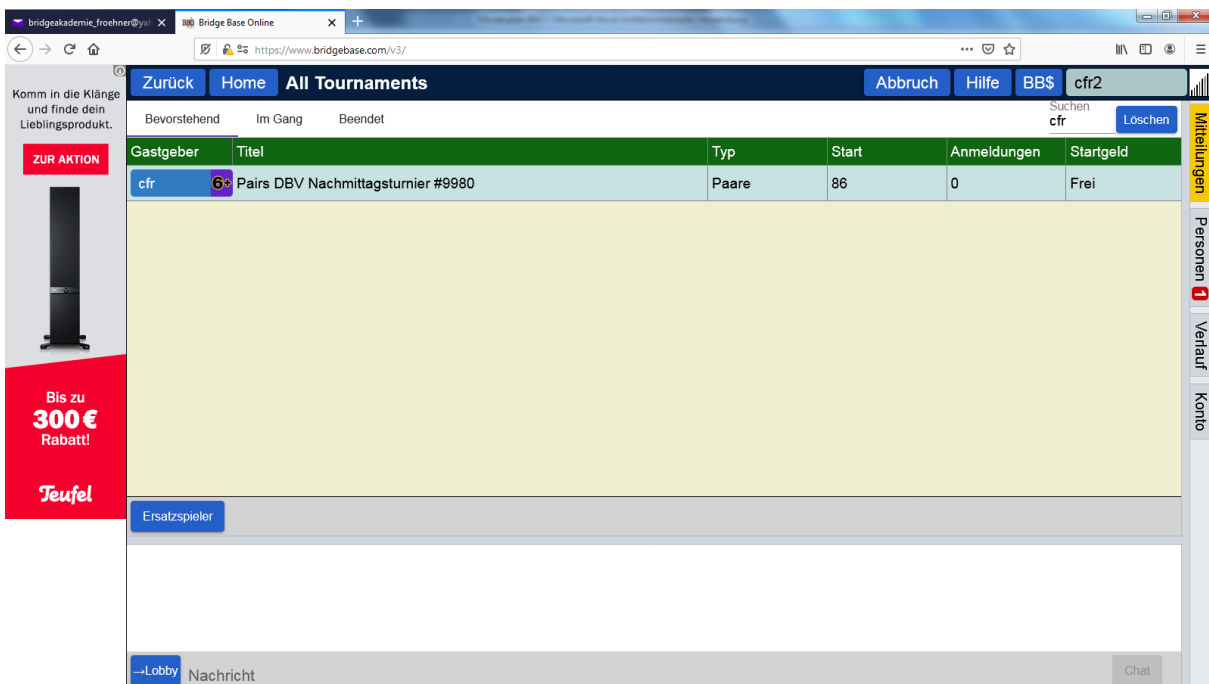 bridgeakademie_froehner@yah
Bridge Base Online
https://www.bridgebase.com/v3/
Komm in die Klänge
und finde dein
Lieblingsprodukt.
ZUR AKTION
Bis zu
300 €
Rabatt!
Teufel
Zurück Home All Tournaments Abbruch Hilfe BB$ cfr2
Bevorstehend Im Gang Beendet Suchen cfr Löschen
Gastgeber Titel Typ Start Anmeldungen Startgeld
cfr 6+ Pairs DBV Nachmittagsturnier #9980 Paare 86 0 Frei
Ersatzspieler
→Lobby Nachricht Chat
Mitteilungen
Personen 1
Verlauf
Konto